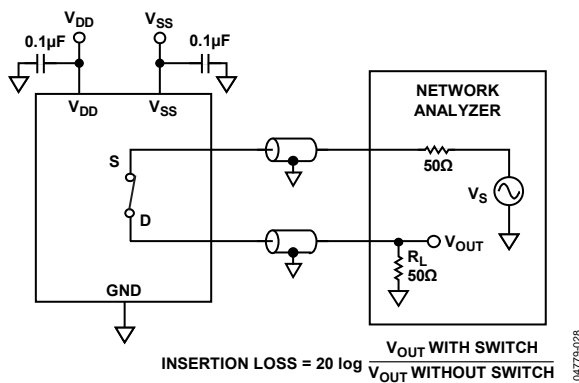 VDD
VSS
0.1µF
0.1µF
VDD
VSS
NETWORK
ANALYZER
S
50Ω
VS
D
VOUT
RL
50Ω
GND
INSERTION LOSS = 20 log
VOUT WITH SWITCH
VOUT WITHOUT SWITCH
04779-028